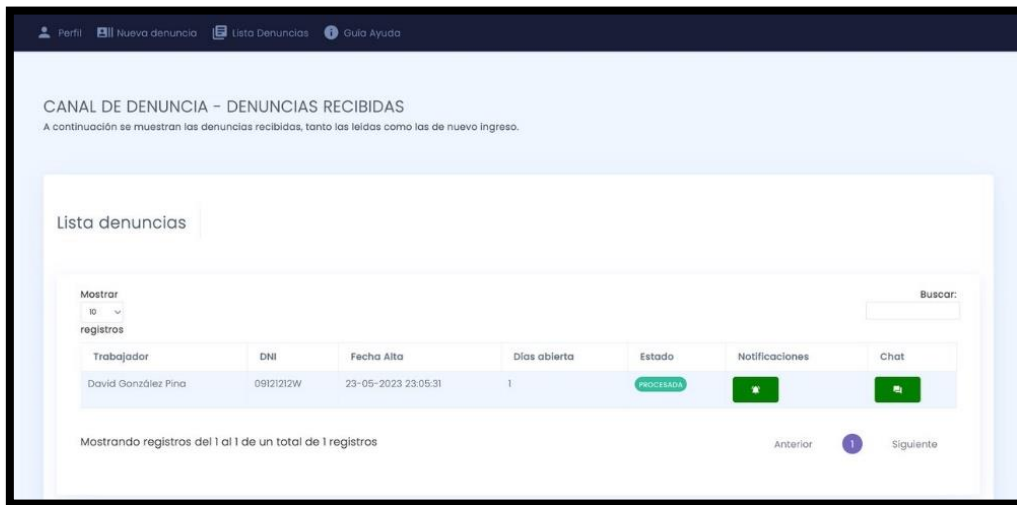 Perfil Nueva denuncia Lista Denuncias Guía Ayuda
CANAL DE DENUNCIA - DENUNCIAS RECIBIDAS
A continuación se muestran las denuncias recibidas, tanto las leídas como las de nuevo ingreso.
Lista denuncias
Mostrar
10
registros
Buscar:
Trabajador DNI Fecha Alta Días abierta Estado Notificaciones Chat
David González Pina 09121212W 23-05-2023 23:05:31 1 PROCESADA
Mostrando registros del 1 al 1 de un total de 1 registros
Anterior 1 Siguiente